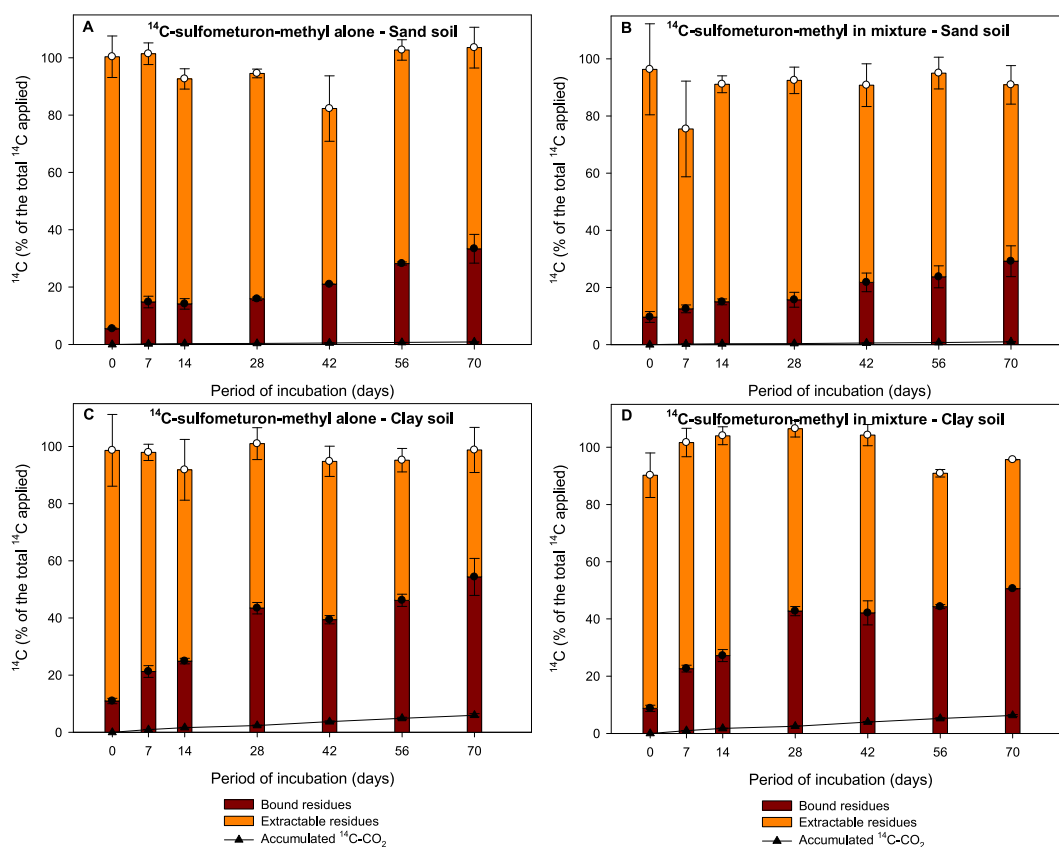 A
¹⁴C-sulfometuron-methyl alone - Sand soil
¹⁴C (% of the total ¹⁴C applied)
100
80
60
40
20
0
0 7 14 28 42 56 70
Period of incubation (days)
B
¹⁴C-sulfometuron-methyl in mixture - Sand soil
¹⁴C (% of the total ¹⁴C applied)
100
80
60
40
20
0
0 7 14 28 42 56 70
Period of incubation (days)
C
¹⁴C-sulfometuron-methyl alone - Clay soil
¹⁴C (% of the total ¹⁴C applied)
100
80
60
40
20
0
0 7 14 28 42 56 70
Period of incubation (days)
Bound residues
Extractable residues
Accumulated ¹⁴C-CO₂
D
¹⁴C-sulfometuron-methyl in mixture - Clay soil
¹⁴C (% of the total ¹⁴C applied)
100
80
60
40
20
0
0 7 14 28 42 56 70
Period of incubation (days)
Bound residues
Extractable residues
Accumulated ¹⁴C-CO₂